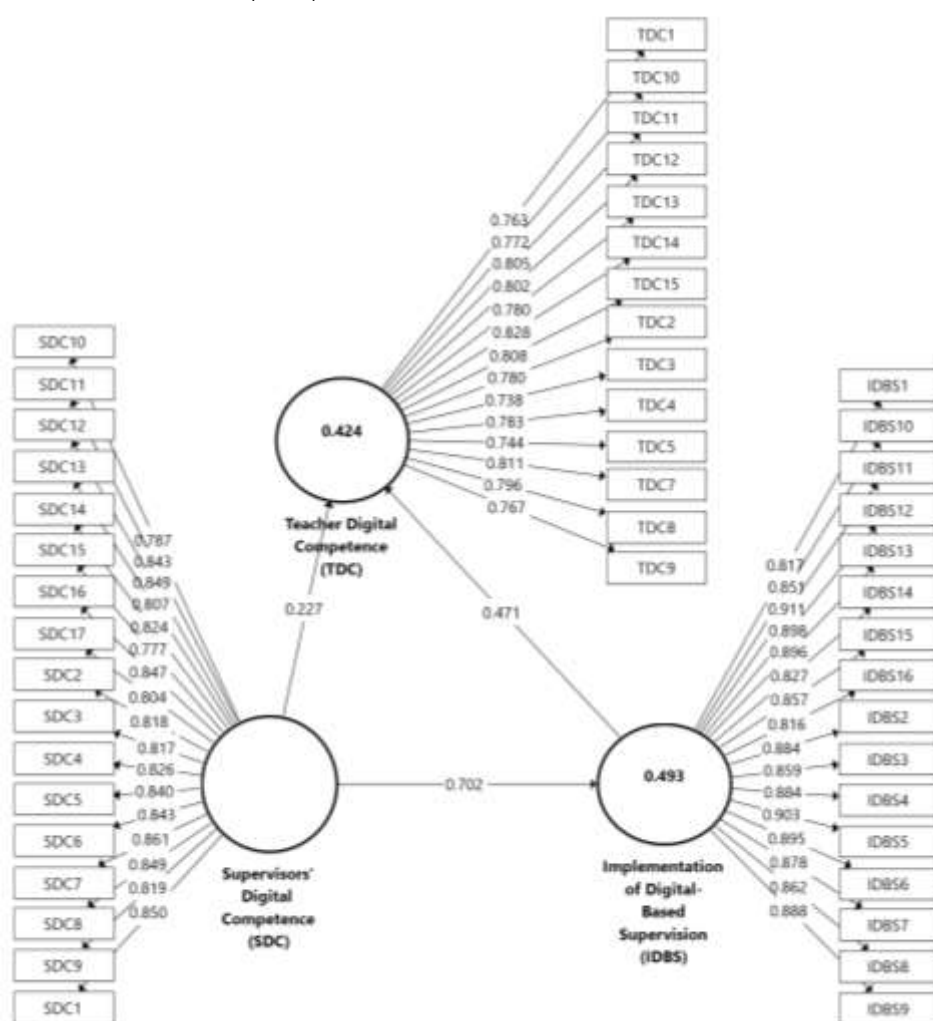 TDC1
TDC10
TDC11
TDC12
TDC13
TDC14
TDC15
TDC2
TDC3
TDC4
TDC5
TDC7
TDC8
TDC9
0.763
0.772
0.805
0.802
0.780
0.828
0.808
0.780
0.738
0.783
0.744
0.811
0.796
0.767
0.424
Teacher Digital
Competence
(TDC)
SDC10
SDC11
SDC12
SDC13
SDC14
SDC15
SDC16
SDC17
SDC2
SDC3
SDC4
SDC5
SDC6
SDC7
SDC8
SDC9
SDC1
0.787
0.843
0.849
0.807
0.824
0.777
0.847
0.804
0.818
0.817
0.826
0.840
0.843
0.861
0.849
0.819
0.850
0.227
0.471
0.702
Supervisors'
Digital
Competence
(SDC)
0.493
Implementation
of Digital-
Based
Supervision
(IDBS)
0.817
0.851
0.911
0.898
0.896
0.827
0.857
0.816
0.884
0.859
0.884
0.903
0.895
0.878
0.862
0.888
IDBS1
IDBS10
IDBS11
IDBS12
IDBS13
IDBS14
IDBS15
IDBS16
IDBS2
IDBS3
IDBS4
IDBS5
IDBS6
IDBS7
IDBS8
IDBS9